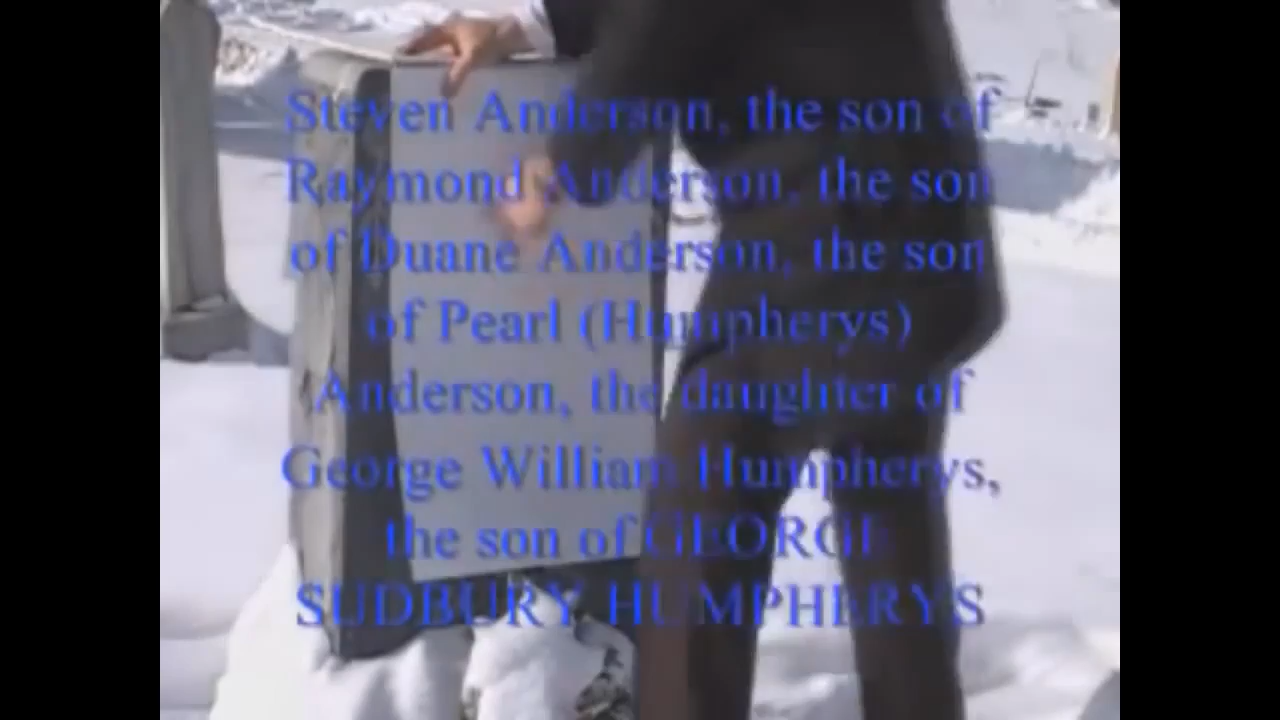 Steven Anderson, the son of
Raymond Anderson, the son
of Duane Anderson, the son
of Pearl (Humpherys)
Anderson, the daughter of
George William Humpherys,
the son of GEORGE
SUDBURY HUMPHERYS